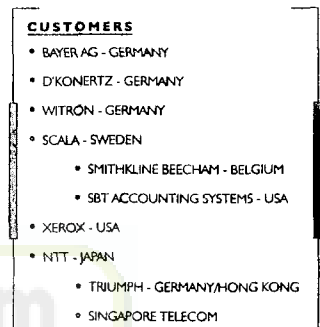 CUSTOMERS
• BAYER AG - GERMANY
• D'KONERTZ - GERMANY
• WITRON - GERMANY
• SCALA - SWEDEN
• SMITHKLINE BEECHAM - BELGIUM
• SBT ACCOUNTING SYSTEMS - USA
• XEROX - USA
• NTT - JAPAN
• TRIUMPH - GERMANY/HONG KONG
• SINGAPORE TELECOM